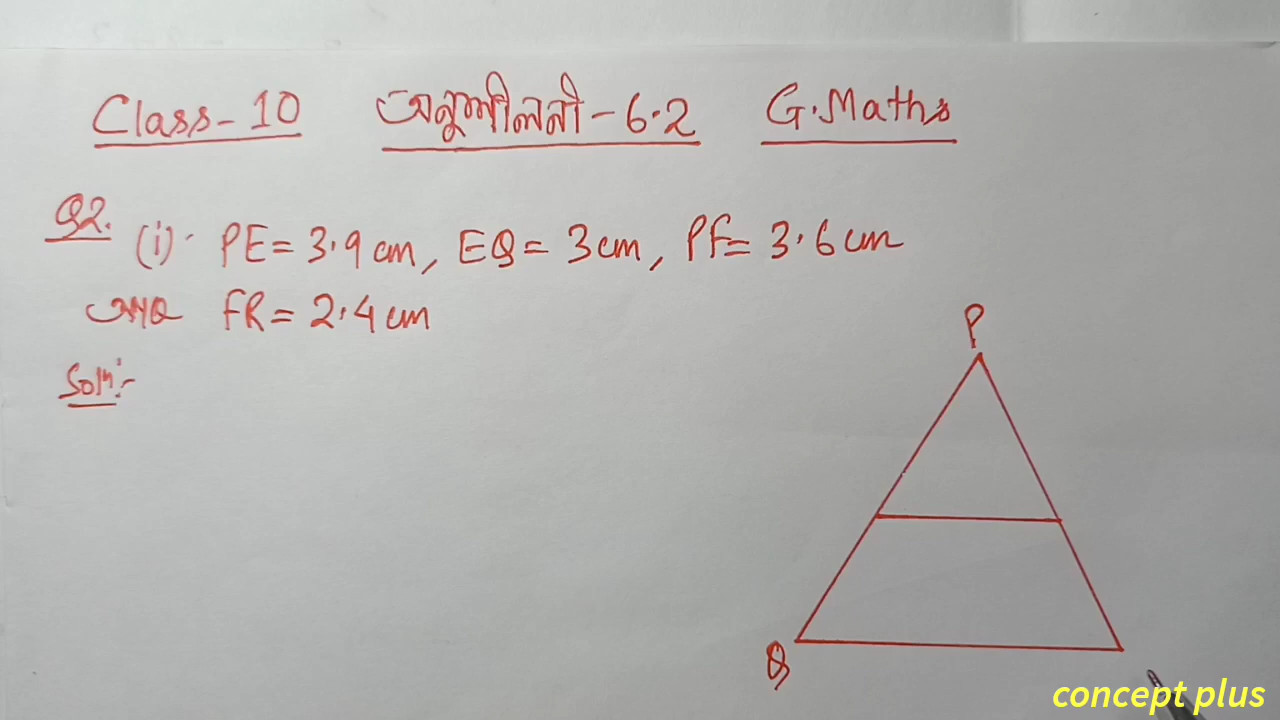 Class-10 অনুশীলনী-6.2 G.Maths
Q2. (i). PE = 3.9 cm, EQ = 3 cm, PF = 3.6 cm
আৰু FR = 2.4 cm
Soln:-
P
Q
concept plus